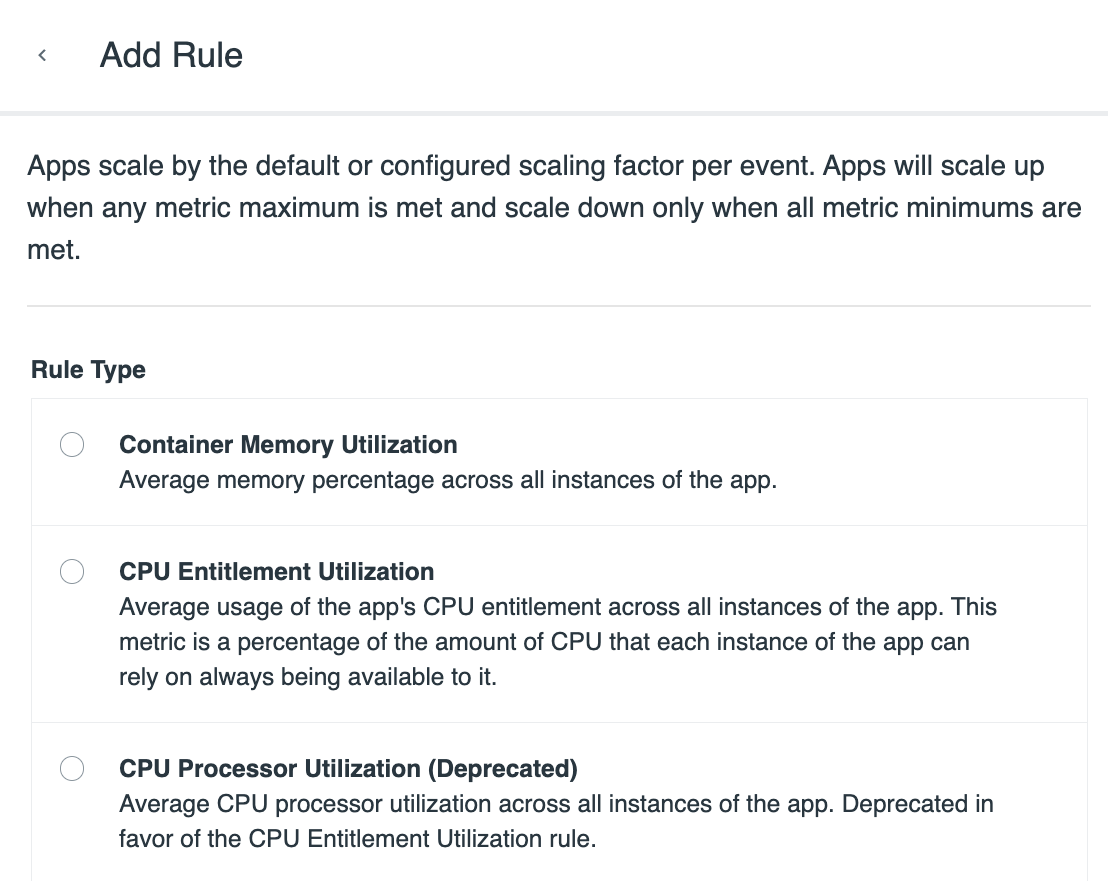 Add Rule
Apps scale by the default or configured scaling factor per event. Apps will scale up
when any metric maximum is met and scale down only when all metric minimums are
met.
Rule Type
Container Memory Utilization
Average memory percentage across all instances of the app.
CPU Entitlement Utilization
Average usage of the app's CPU entitlement across all instances of the app. This
metric is a percentage of the amount of CPU that each instance of the app can
rely on always being available to it.
CPU Processor Utilization (Deprecated)
Average CPU processor utilization across all instances of the app. Deprecated in
favor of the CPU Entitlement Utilization rule.